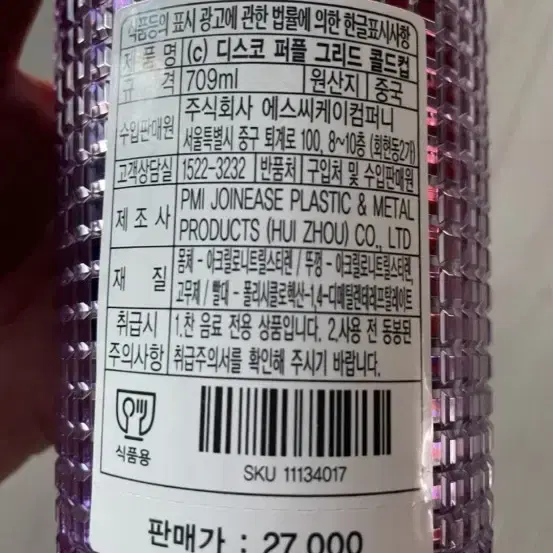 식품등의 표시 광고에 관한 법률에 의한 한글표시사항
제 품 명 (c) 디스코 퍼플 그리드 콜드컵
규 격 709ml 원산지 중국
수입판매원 주식회사 에스씨케이컴퍼니
서울특별시 중구 퇴계로 100, 8~10층 (회현동2가)
고객상담실 1522-3232 반품처 구입처 및 수입판매원
제 조 사 PMI JOINEASE PLASTIC & METAL
PRODUCTS (HUI ZHOU) CO., LTD
재 질 몸체 - 아크릴로니트릴스티렌 / 뚜껑 - 아크릴로니트릴스티렌,
고무제 / 빨대 - 폴리시클로헥산-1,4-디메틸렌테레프탈레이트
취급시 1.찬 음료 전용 상품입니다. 2.사용 전 동봉된
주의사항 취급주의서를 확인해 주시기 바랍니다.
식품용
SKU 11134017
판매가 : 27,000